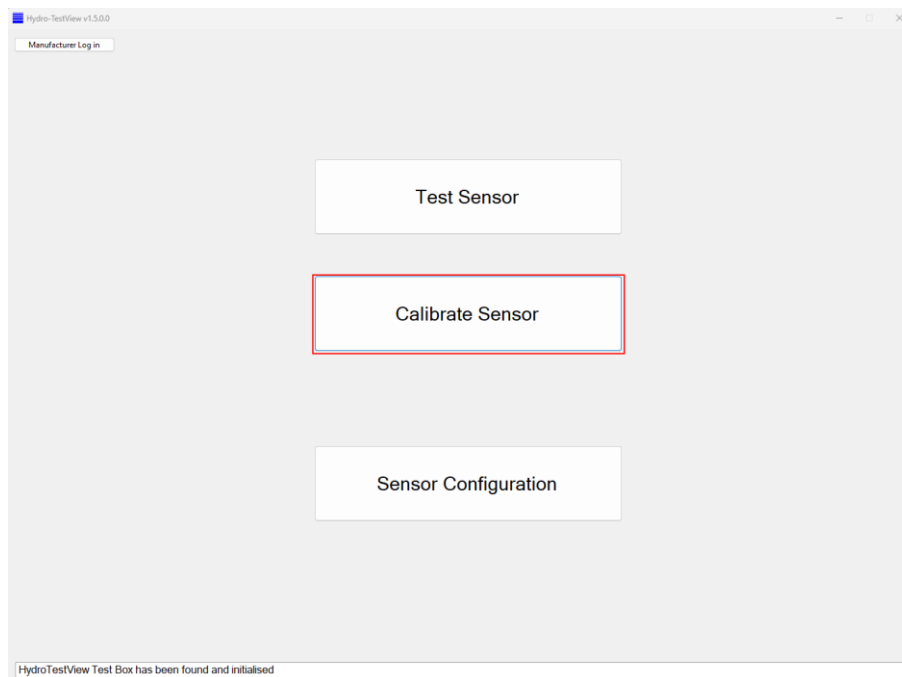 Hydro-TestView v1.5.0.0
Manufacturer Log in
Test Sensor
Calibrate Sensor
Sensor Configuration
HydroTestView Test Box has been found and initialised